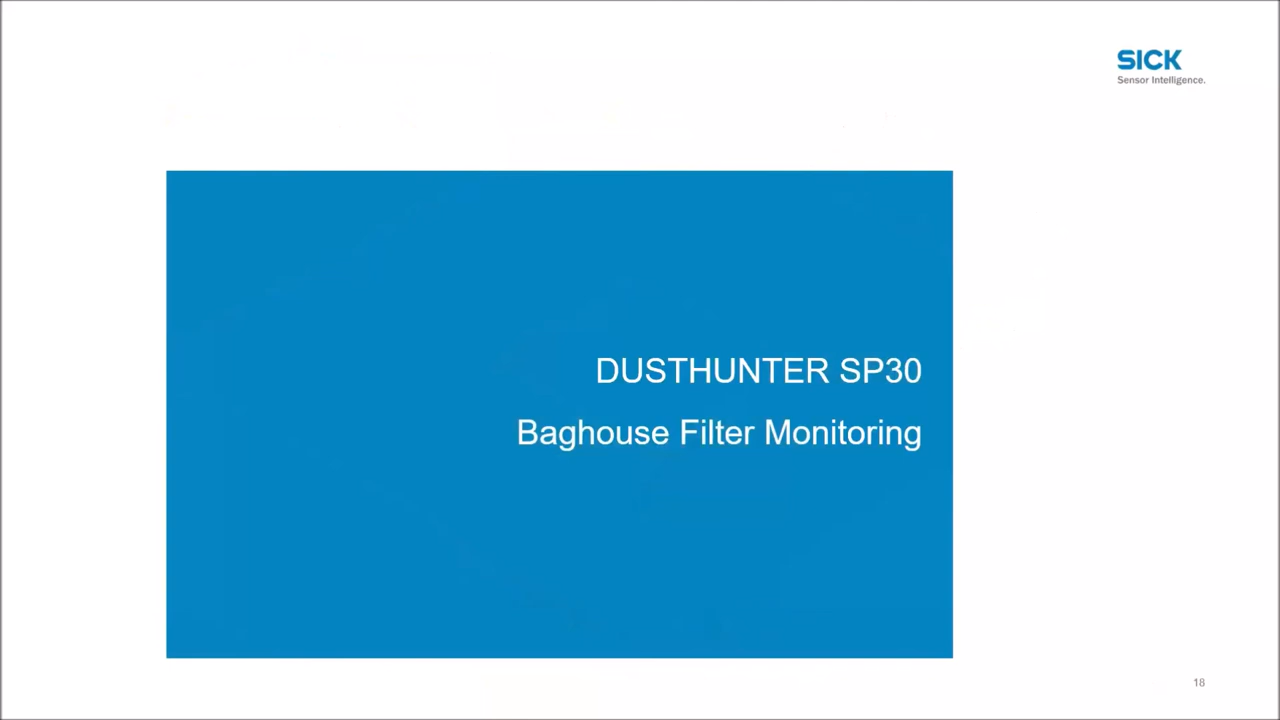 SICK
Sensor Intelligence.
DUSTHUNTER SP30
Baghouse Filter Monitoring
18